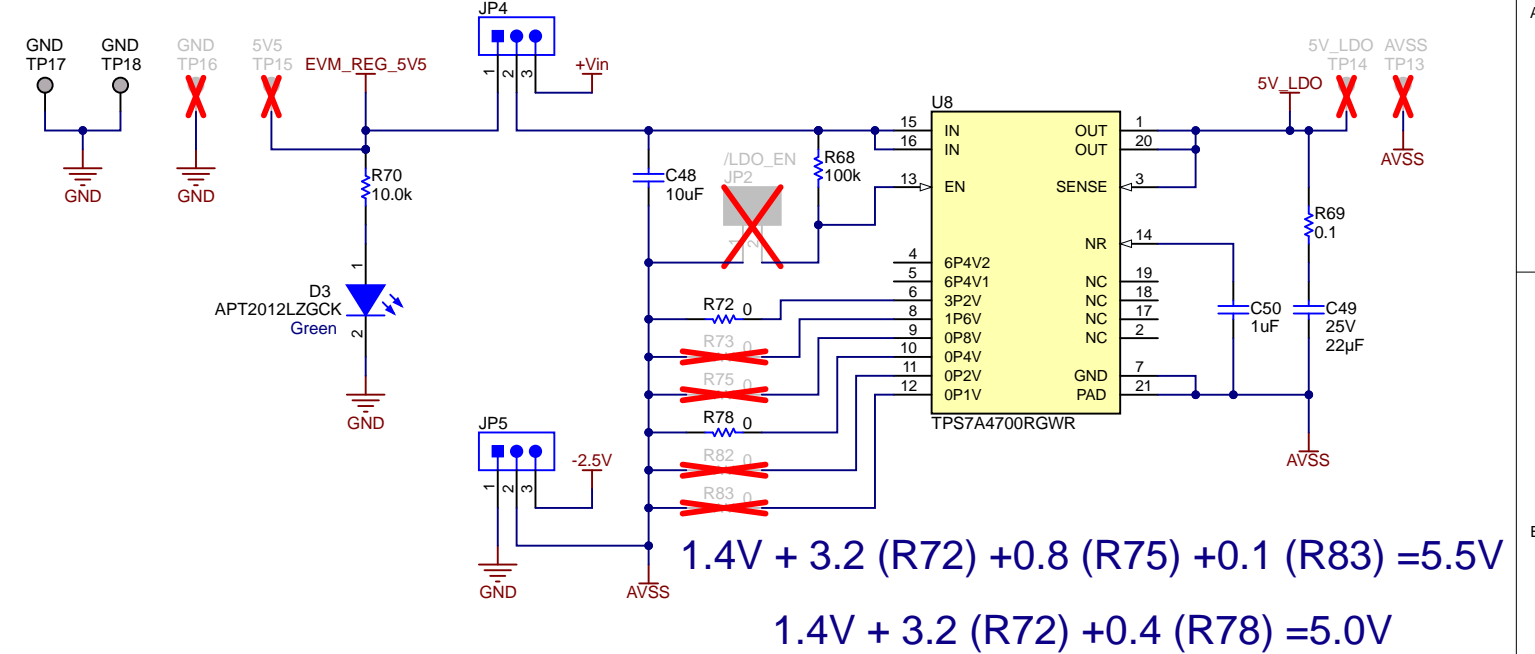 JP4
GND
TP17
GND
TP18
GND
TP16
5V5
TP15
EVM_REG_5V5
1
2
3
+Vin
5V_LDO
TP14
AVSS
TP13
5V_LDO
AVSS
GND
GND
R70
10.0k
C48
10uF
/LDO_EN
JP2
1
2
R68
100k
U8
15
IN
16
IN
13
EN
4
6P4V2
5
6P4V1
6
3P2V
8
1P6V
9
0P8V
10
0P4V
11
0P2V
12
0P1V
OUT
1
OUT
20
SENSE
3
NR
14
NC
19
NC
18
NC
17
NC
2
GND
7
PAD
21
TPS7A4700RGWR
R69
0.1
C50
1uF
C49
25V
22µF
AVSS
1
D3
APT2012LZGCK
Green
2
GND
R72 0
R73 0
R75 0
R78 0
R82 0
R83 0
JP5
1
2
3
-2.5V
GND
AVSS
1.4V + 3.2 (R72) +0.8 (R75) +0.1 (R83) =5.5V
1.4V + 3.2 (R72) +0.4 (R78) =5.0V